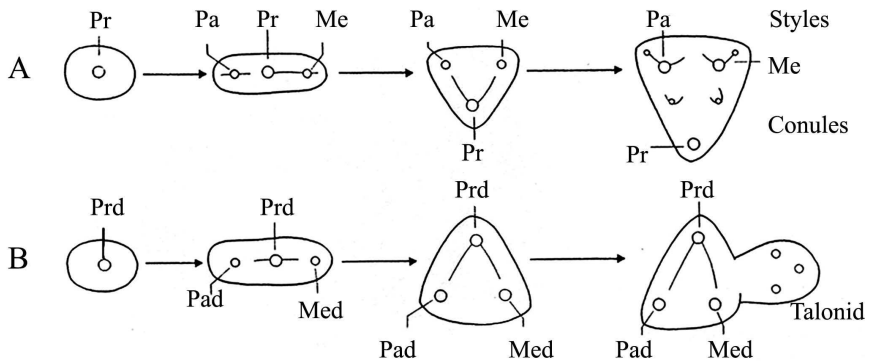 A
Pr
Pa Pr Me
Pa Me
Pr
Pa Styles
Me
Conules
Pr
B
Prd
Prd
Pad Med
Prd
Pad Med
Prd
Talonid
Pad Med